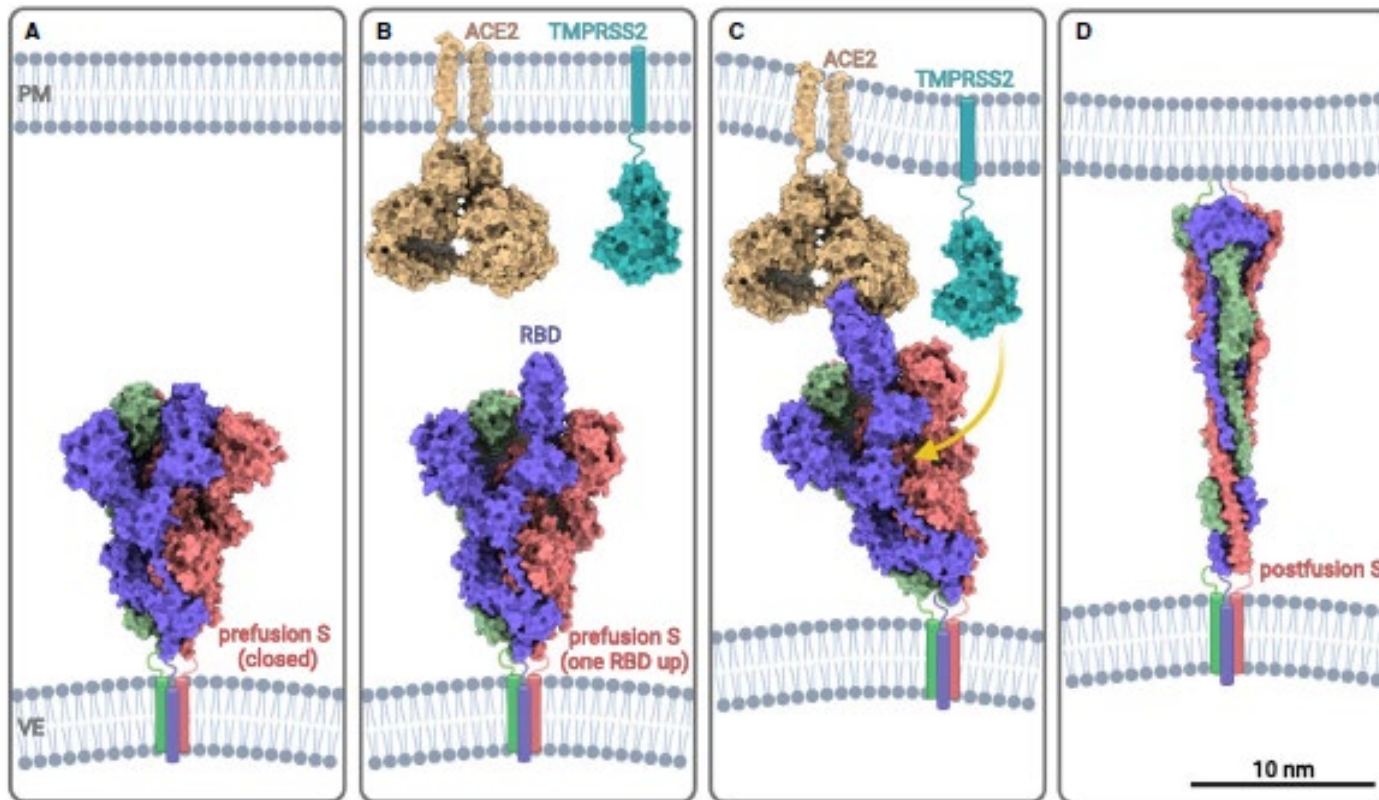 A
PM
prefusion S
(closed)
VE
B
ACE2
TMPRSS2
RBD
prefusion S
(one RBD up)
C
ACE2
TMPRSS2
D
postfusion S
10 nm